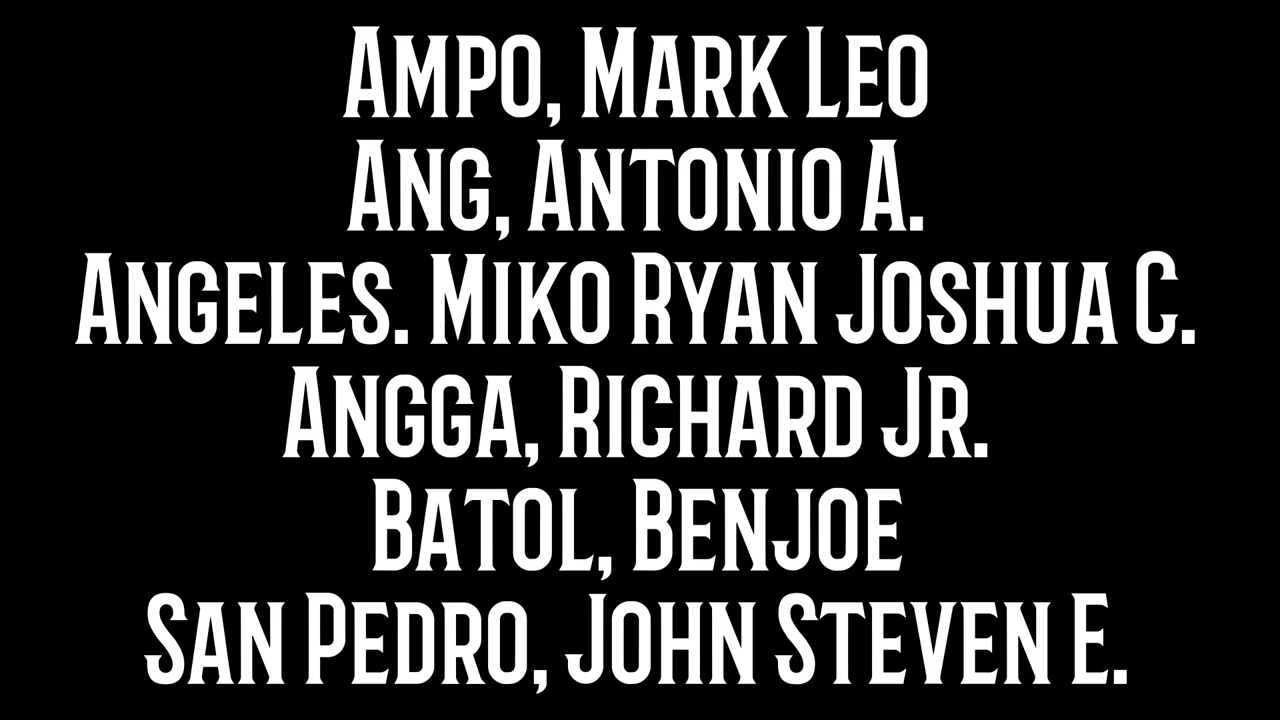 Ampo, Mark Leo
Ang, Antonio A.
Angeles. Miko Ryan Joshua C.
Angga, Richard Jr.
Batol, Benjoe
San Pedro, John Steven E.